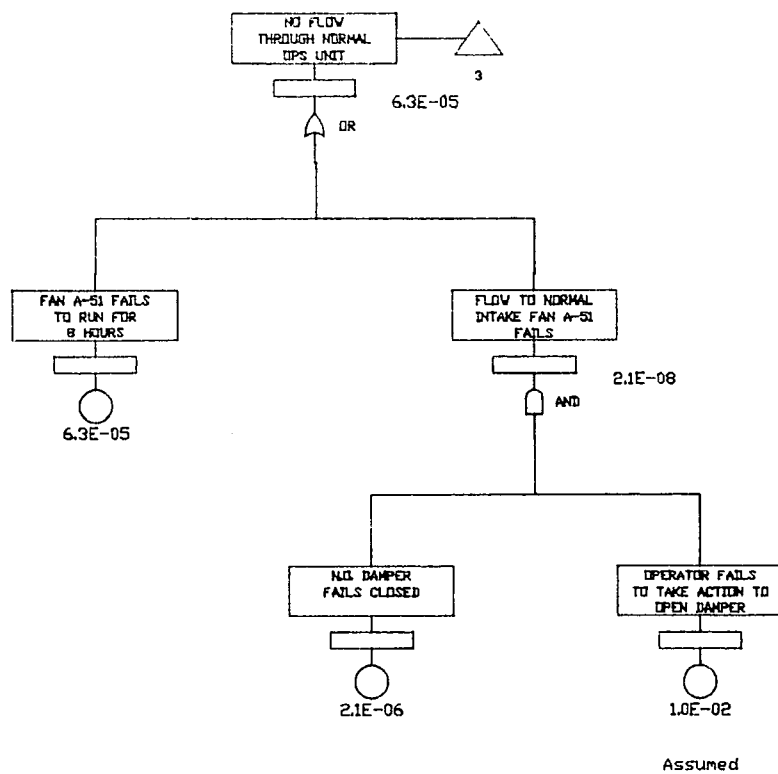 NO FLOW
THROUGH NORMAL
OPS UNIT
3
6.3E-05
OR
FAN A-51 FAILS
TO RUN FOR
8 HOURS
6.3E-05
FLOW TO NORMAL
INTAKE FAN A-51
FAILS
2.1E-08
AND
N.O. DAMPER
FAILS CLOSED
2.1E-06
OPERATOR FAILS
TO TAKE ACTION TO
OPEN DAMPER
1.0E-02
Assumed